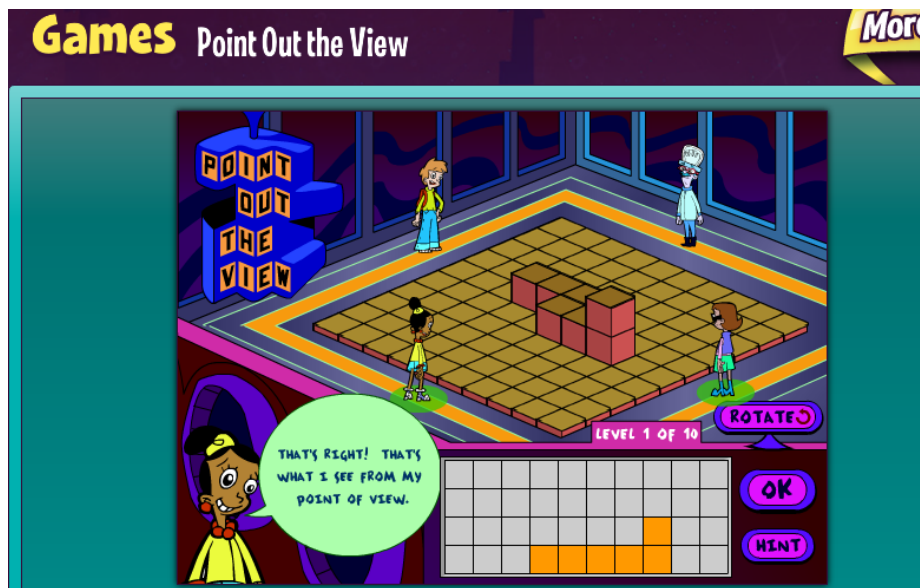 Games Point Out the View
More
POINT
OUT
THE
VIEW
ROTATE
LEVEL 1 OF 10
THAT'S RIGHT! THAT'S
WHAT I SEE FROM MY
POINT OF VIEW.
OK
HINT